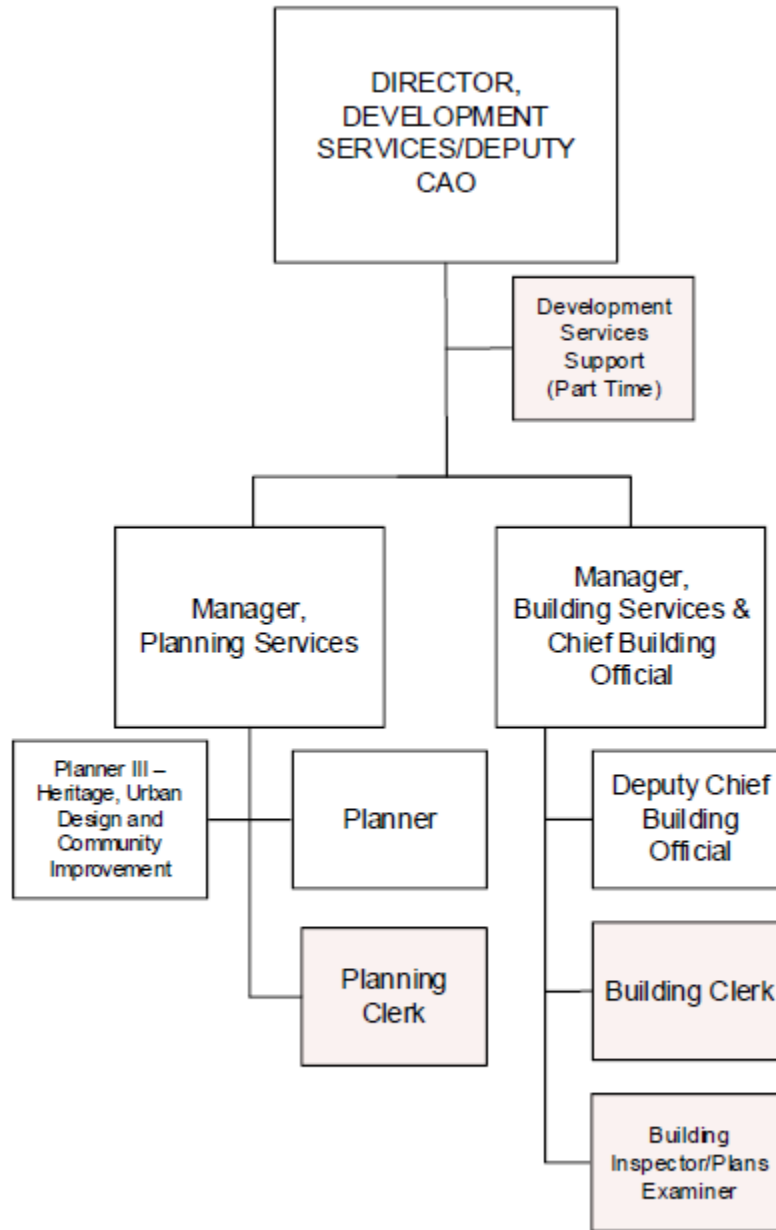 DIRECTOR,
DEVELOPMENT
SERVICES/DEPUTY
CAO
Development
Services
Support
(Part Time)
Manager,
Planning Services
Manager,
Building Services &
Chief Building
Official
Planner III –
Heritage, Urban
Design and
Community
Improvement
Planner
Deputy Chief
Building
Official
Planning
Clerk
Building Clerk
Building
Inspector/Plans
Examiner